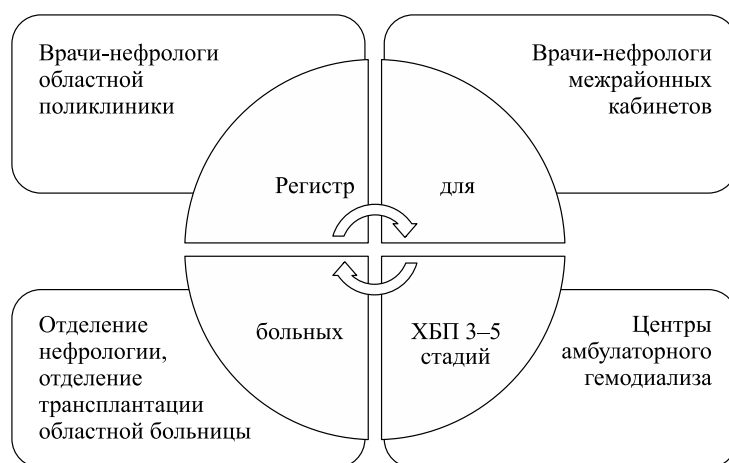 Врачи-нефрологи
областной
поликлиники
Врачи-нефрологи
межрайонных
кабинетов
Регистр
для
больных
ХБП 3–5
стадий
Отделение
нефрологии,
отделение
трансплантации
областной больницы
Центры
амбулаторного
гемодиализа